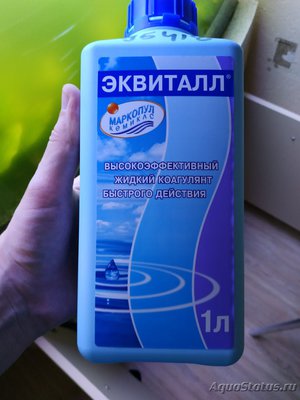 ЭКВИТАЛЛ®
МАРКОПУЛ
КЕМИКЛС
ВЫСОКОЭФФЕКТИВНЫЙ
ЖИДКИЙ КОАГУЛЯНТ
БЫСТРОГО ДЕЙСТВИЯ
1л
AquaStatus.ru